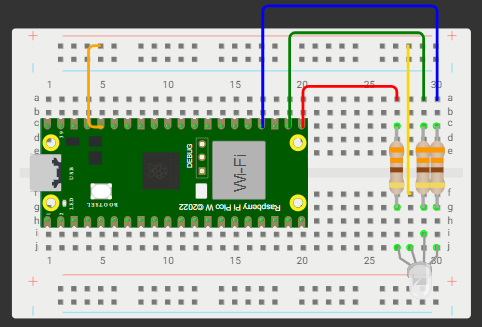 1 5 10 15 20 25 30
a a
b b
c c
d d
e e
DEBUG
USB
Wi-Fi
BOOTSEL
LED
Raspberry Pi Pico W ©2022
f f
g g
h h
i i
j j
1 5 10 15 20 25 30